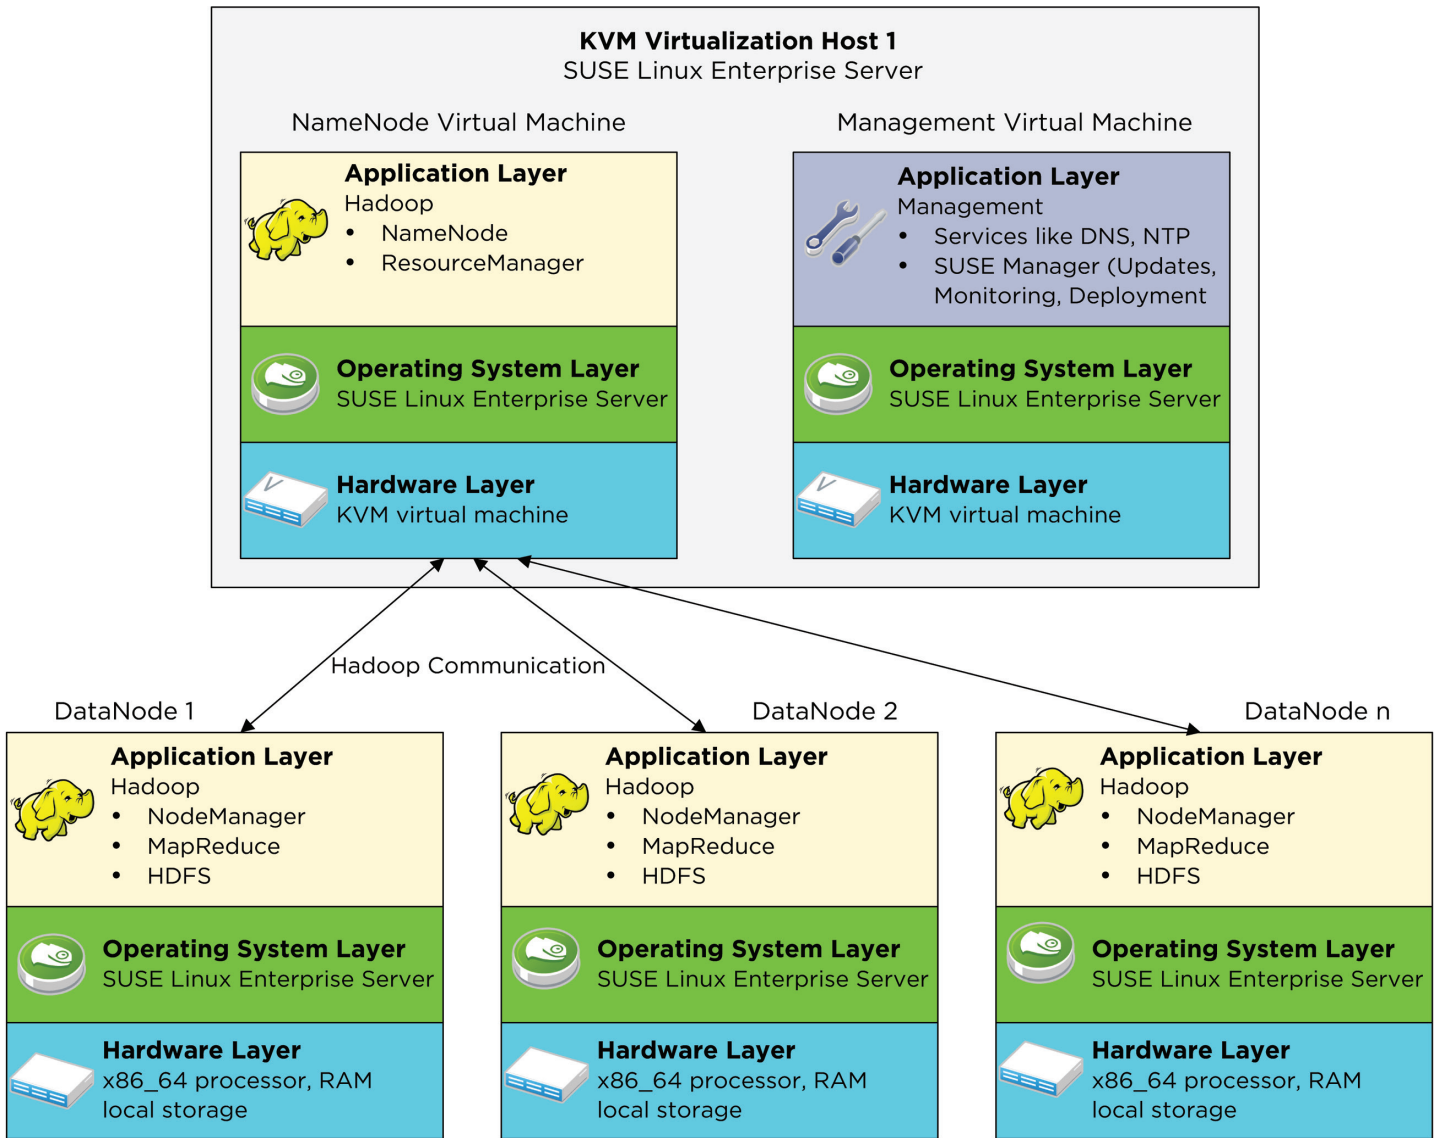 KVM Virtualization Host 1
SUSE Linux Enterprise Server
NameNode Virtual Machine
Application Layer
Hadoop
• NameNode
• ResourceManager
Operating System Layer
SUSE Linux Enterprise Server
V
Hardware Layer
KVM virtual machine
Management Virtual Machine
Application Layer
Management
• Services like DNS, NTP
• SUSE Manager (Updates,
Monitoring, Deployment
Operating System Layer
SUSE Linux Enterprise Server
V
Hardware Layer
KVM virtual machine
Hadoop Communication
DataNode 1
Application Layer
Hadoop
• NodeManager
• MapReduce
• HDFS
Operating System Layer
SUSE Linux Enterprise Server
Hardware Layer
x86_64 processor, RAM
local storage
DataNode 2
Application Layer
Hadoop
• NodeManager
• MapReduce
• HDFS
Operating System Layer
SUSE Linux Enterprise Server
Hardware Layer
x86_64 processor, RAM
local storage
DataNode n
Application Layer
Hadoop
• NodeManager
• MapReduce
• HDFS
Operating System Layer
SUSE Linux Enterprise Server
Hardware Layer
x86_64 processor, RAM
local storage